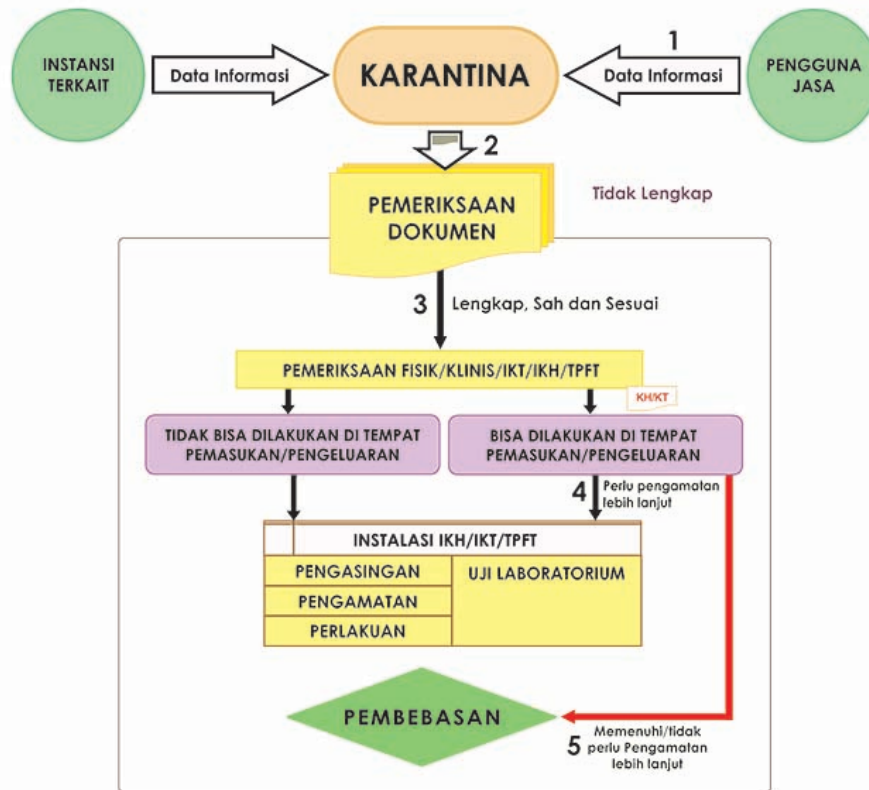 INSTANSI
TERKAIT
Data Informasi
KARANTINA
1
Data Informasi
PENGGUNA
JASA
2
PEMERIKSAAN
DOKUMEN
Tidak Lengkap
3
Lengkap, Sah dan Sesuai
PEMERIKSAAN FISIK/KLINIS/IKT/IKH/TPFT
KH/KT
TIDAK BISA DILAKUKAN DI TEMPAT
PEMASUKAN/PENGELUARAN
BISA DILAKUKAN DI TEMPAT
PEMASUKAN/PENGELUARAN
4
Perlu pengamatan
lebih lanjut
INSTALASI IKH/IKT/TPFT
PENGASINGAN
PENGAMATAN
PERLAKUAN
UJI LABORATORIUM
PEMBEBASAN
5
Memenuhi/tidak
perlu Pengamatan
lebih lanjut